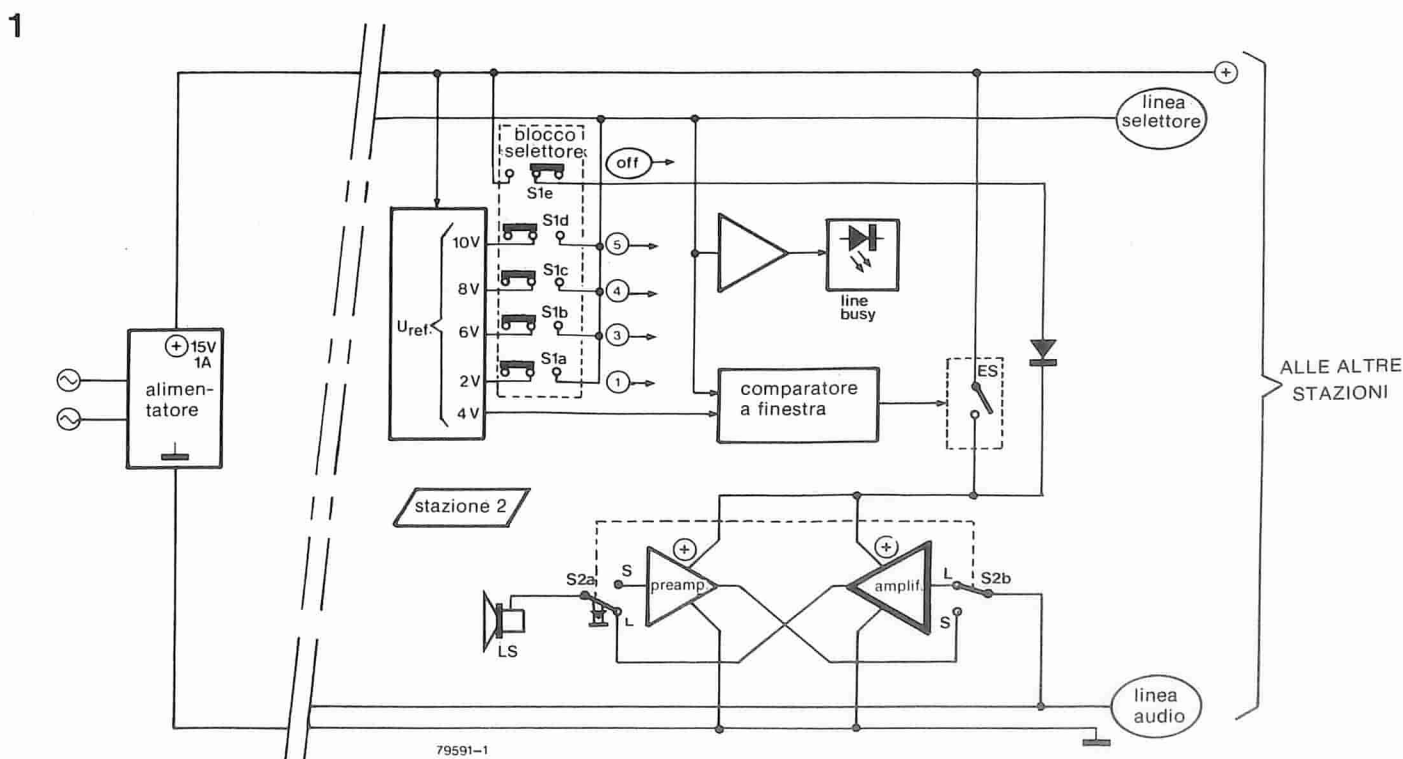 1
+
linea
selettore
blocco
selettore
off
S1e
10V
S1d
5
8V
S1c
4
Uref.
6V
S1b
3
2V
S1a
1
4V
line
busy
+ 15V
1A
alimen-
tatore
comparatore
a finestra
ES
ALLE ALTRE
STAZIONI
stazione 2
S2a
S
+
preamp.
L
LS
+
amplif.
L
S2b
S
linea
audio
79591-1